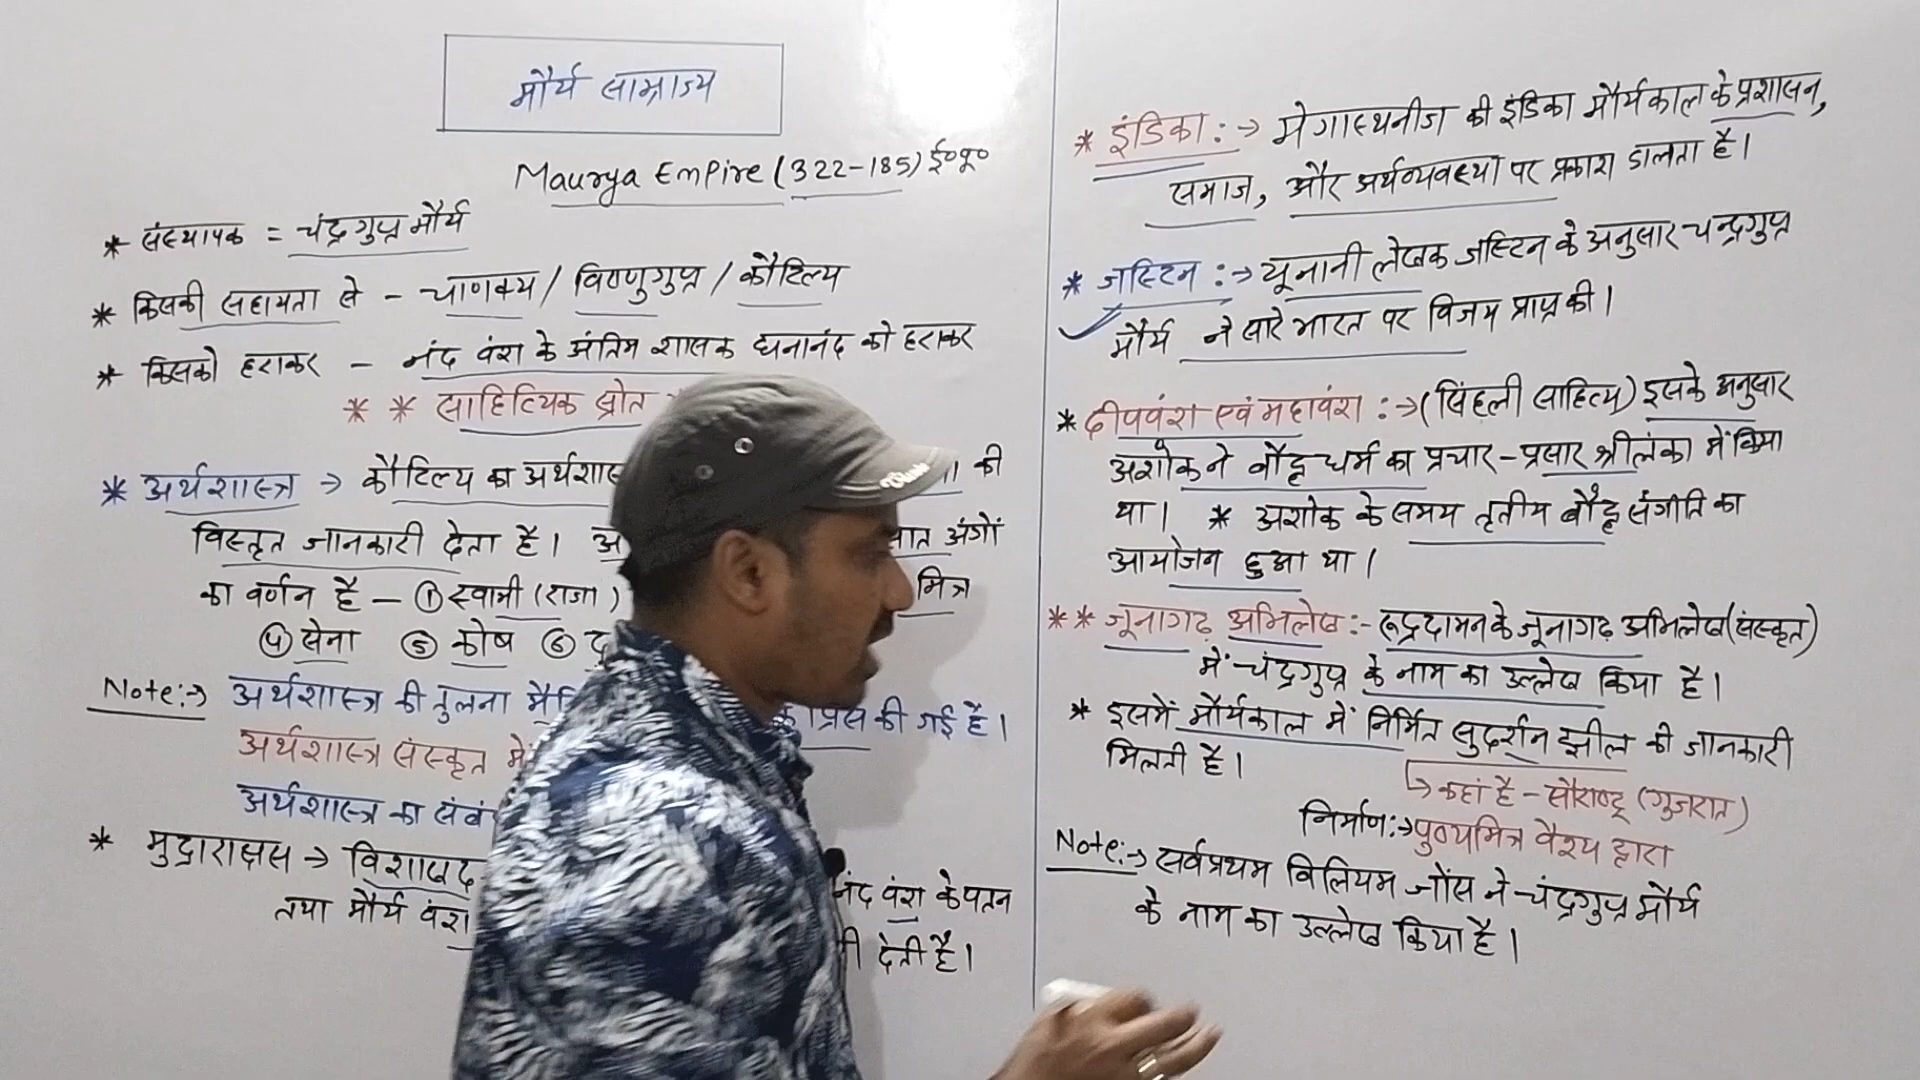 मौर्य साम्राज्य
Maurya Empire (322-185) ई०पू०
* संस्थापक = चंद्रगुप्त मौर्य
* किसकी सहायता से - चाणक्य / विष्णुगुप्त / कौटिल्य
* किसको हराकर - नंद वंश के अंतिम शासक घनानंद को हराकर
* * साहित्यिक स्रोत
* अर्थशास्त्र → कौटिल्य का अर्थशास की
विस्तृत जानकारी देता है। अ सात अंगों
का वर्णन है - ① स्वामी (राजा) मित्र
④ सेना ⑤ कोष ⑥ दु
Note:→ अर्थशास्त्र की तुलना के प्रिंस की गई है।
अर्थशास्त्र संस्कृत में
अर्थशास्त्र का संबं
* मुद्राराक्षस → विशाखद नंद वंश के पतन
तथा मौर्य वंश ी देती है।
* इंडिका :→ मेगास्थनीज की इंडिका मौर्यकाल के प्रशासन,
समाज, और अर्थव्यवस्था पर प्रकाश डालता है।
* जस्टिन :→ यूनानी लेखक जस्टिन के अनुसार चन्द्रगुप्त
मौर्य ने सारे भारत पर विजय प्राप्त की।
* दीपवंश एवं महावंश :→ (सिंहली साहित्य) इसके अनुसार
अशोक ने बौद्ध धर्म का प्रचार-प्रसार श्रीलंका में किया
था। * अशोक के समय तृतीय बौद्ध संगीति का
आयोजन हुआ था।
* * जूनागढ़ अभिलेख :- रूद्रदामन के जूनागढ़ अभिलेख (संस्कृत)
में चंद्रगुप्त के नाम का उल्लेख किया है।
* इसमें मौर्यकाल में निर्मित सुदर्शन झील की जानकारी
मिलती है।
↳ कहां है - सौराष्ट्र (गुजरात)
निर्माण:→ पुष्यमित्र वैश्य द्वारा
Note:→ सर्वप्रथम विलियम जोंस ने चंद्रगुप्त मौर्य
के नाम का उल्लेख किया है।